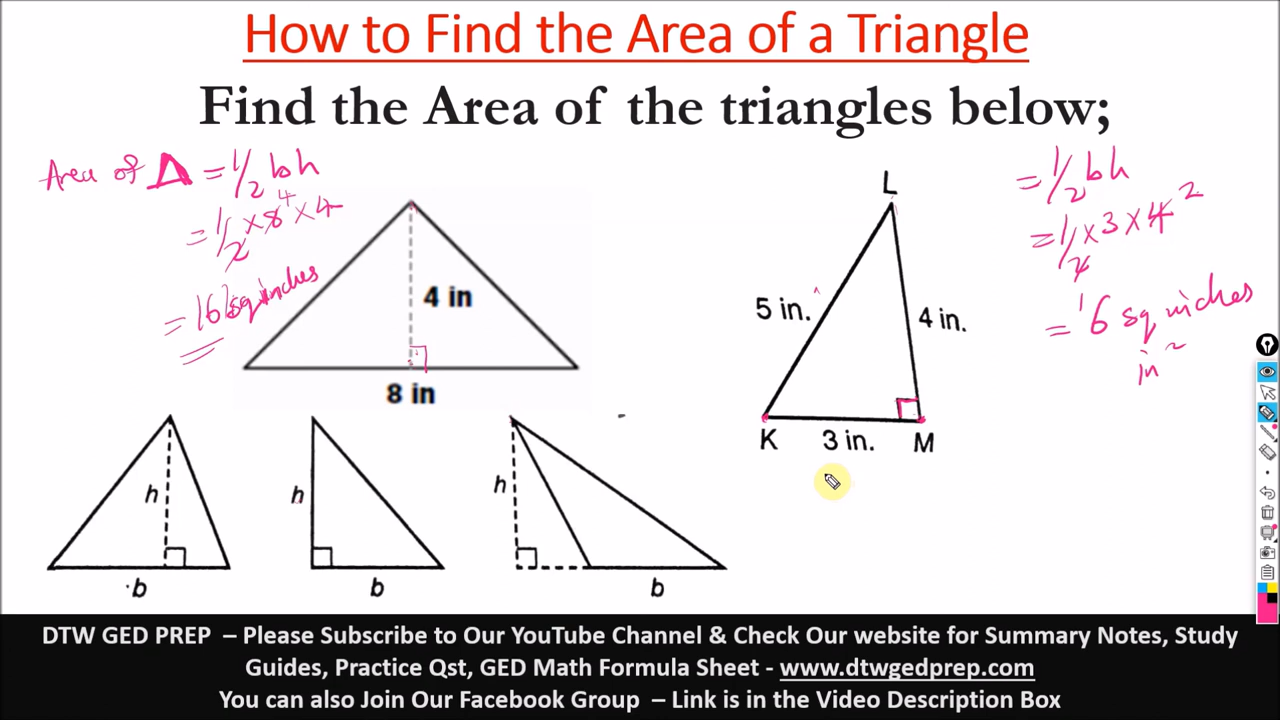 How to Find the Area of a Triangle
Find the Area of the triangles below;
Area of Δ = 1/2 bh
= 1/2 × 8 4 × 4
= 16 sq inches
4 in
8 in
L
5 in.
4 in.
K
3 in.
M
= 1/2 bh
= 1/2 × 3 × 4 2
= 6 sq inches
in²
h
b
h
b
h
b
DTW GED PREP – Please Subscribe to Our YouTube Channel & Check Our website for Summary Notes, Study
Guides, Practice Qst, GED Math Formula Sheet - www.dtwgedprep.com
You can also Join Our Facebook Group – Link is in the Video Description Box